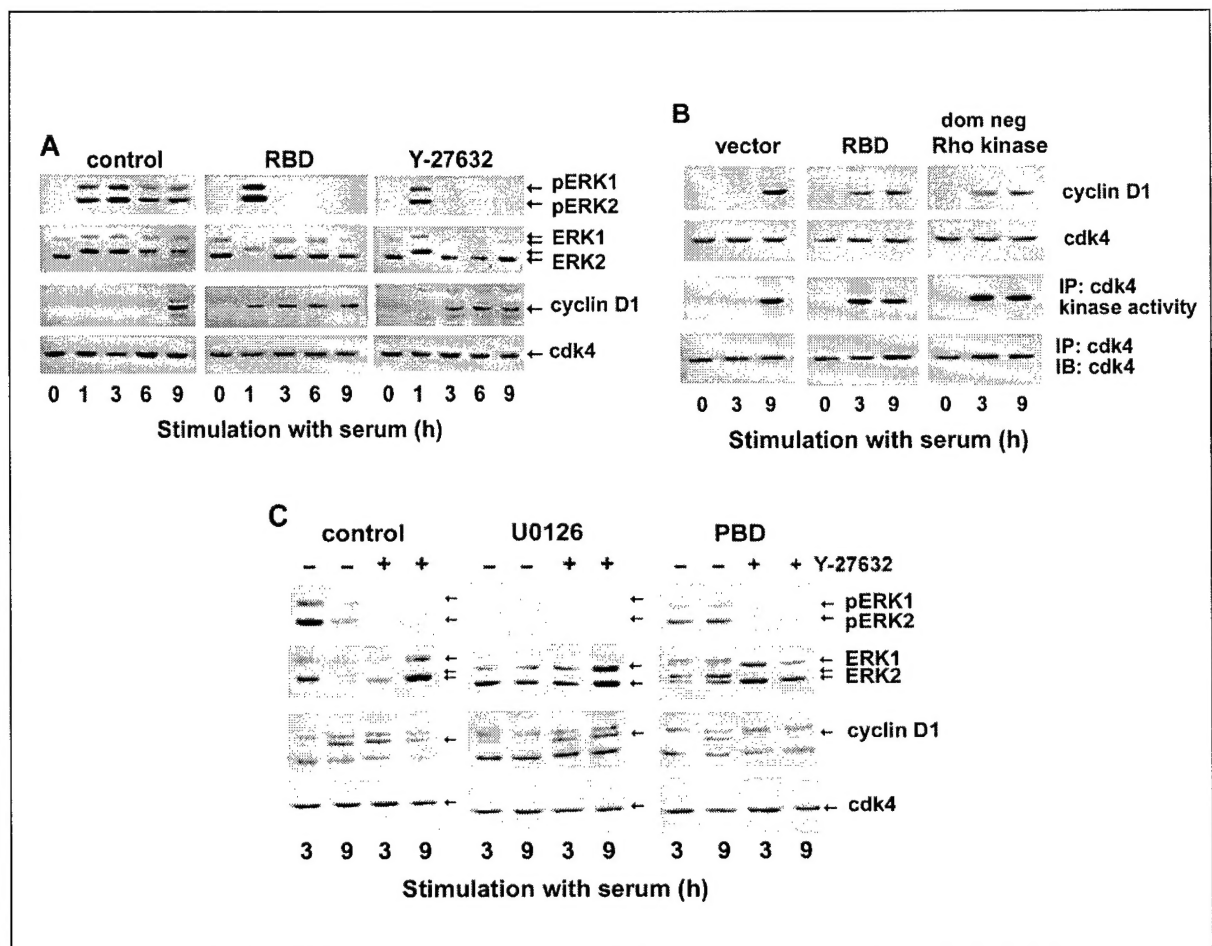 A
control RBD Y-27632
← pERK1
← pERK2
ERK1
ERK2
← cyclin D1
← cdk4
0 1 3 6 9 0 1 3 6 9 0 1 3 6 9
Stimulation with serum (h)
B
vector RBD dom neg
Rho kinase
cyclin D1
cdk4
IP: cdk4
kinase activity
IP: cdk4
IB: cdk4
0 3 9 0 3 9 0 3 9
Stimulation with serum (h)
C
control U0126 PBD
– – + + – – + + – – + + Y-27632
← pERK1
← pERK2
← ERK1
ERK2
← cyclin D1
← cdk4
3 9 3 9 3 9 3 9 3 9 3 9
Stimulation with serum (h)